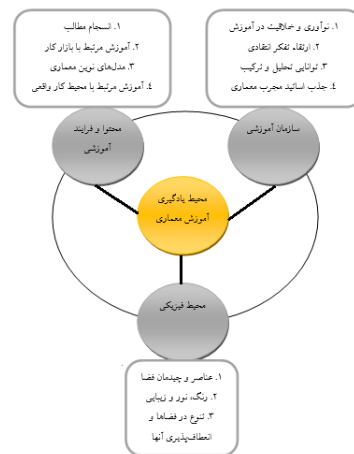 ۱. نوآوری و خلاقیت در آموزش
۲. ارتقاء تفکر انتقادی
۳. توانایی تحلیل و ترکیب
۴. جذب اساتید مجرب معماری
۱. انسجام مطالب
۲. آموزش مرتبط با بازار کار
۳. مدل‌های نوین معماری
۴. آموزش مرتبط با محیط کار واقعی
سازمان آموزشی
محتوا و فرایند
آموزشی
محیط یادگیری
آموزش معماری
محیط فیزیکی
۱. عناصر و چیدمان فضا
۲. رنگ، نور و زیبایی
۳. تنوع در فضاها و
انعطاف‌پذیری آنها